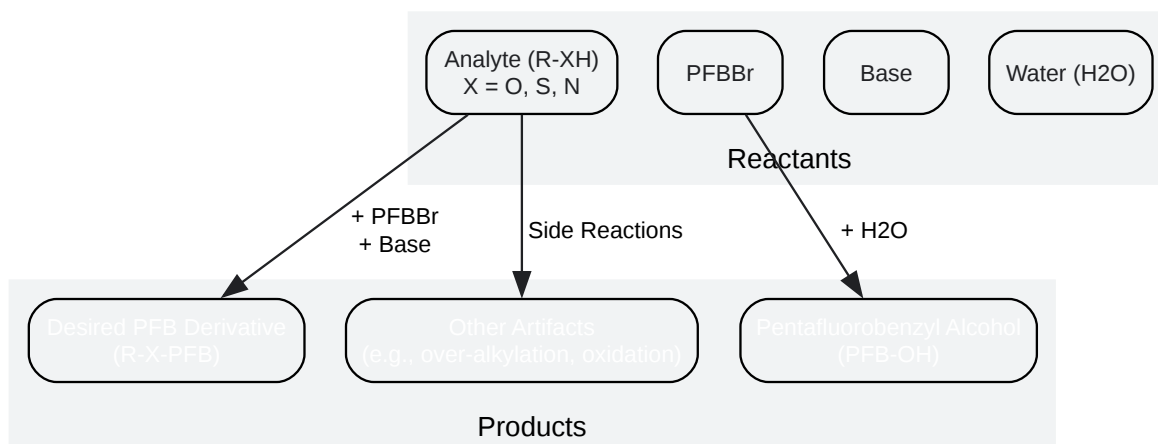 Analyte (R-XH)
X = O, S, N
PFBBr
Base
Water (H2O)
Reactants
+ PFBBr
+ Base
Side Reactions
+ H2O
Desired PFB Derivative
(R-X-PFB)
Other Artifacts
(e.g., over-alkylation, oxidation)
Pentafluorobenzyl Alcohol
(PFB-OH)
Products